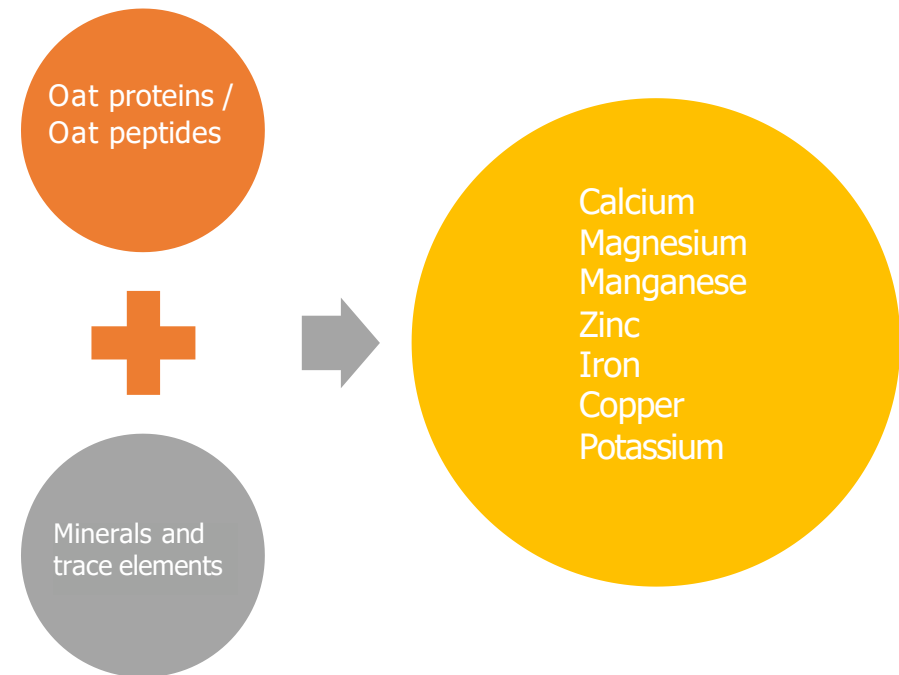 Oat proteins /
Oat peptides
Minerals and
trace elements
Calcium
Magnesium
Manganese
Zinc
Iron
Copper
Potassium